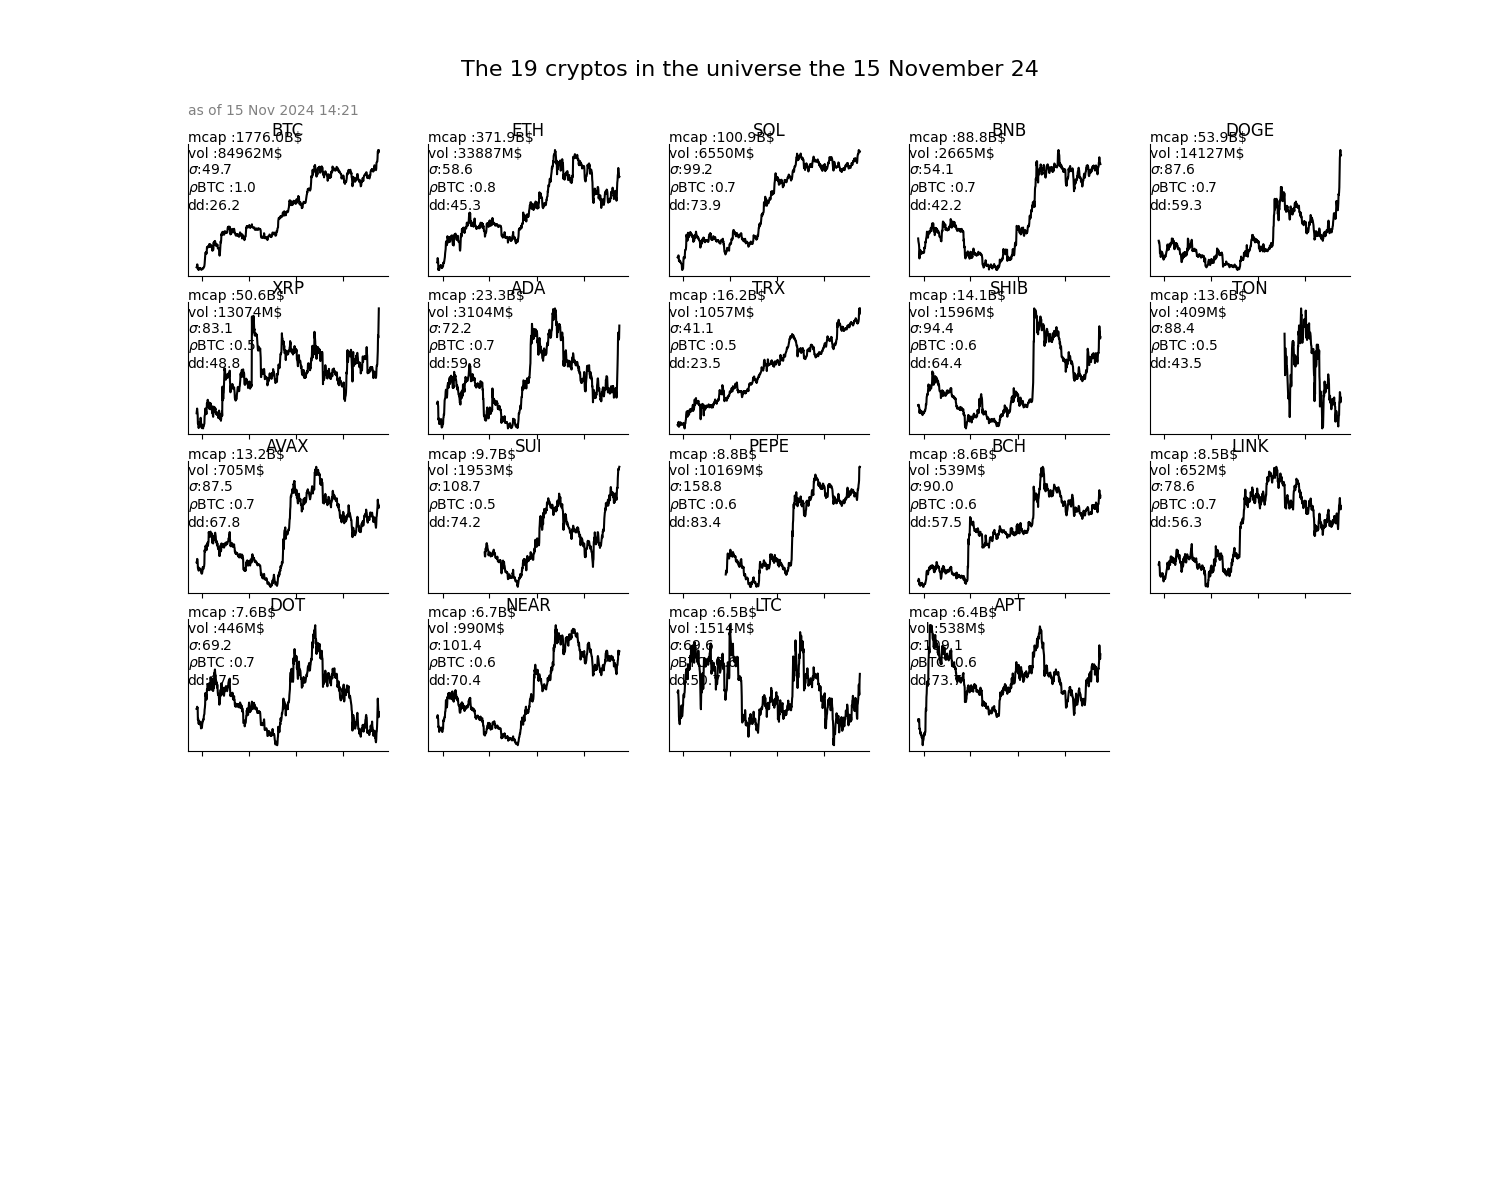 The 19 cryptos in the universe the 15 November 24
as of 15 Nov 2024 14:21
BTC
mcap :1776.0B$
vol :84962M$
σ:49.7
ρBTC :1.0
dd:26.2
ETH
mcap :371.9B$
vol :33887M$
σ:58.6
ρBTC :0.8
dd:45.3
SOL
mcap :100.9B$
vol :6550M$
σ:99.2
ρBTC :0.7
dd:73.9
BNB
mcap :88.8B$
vol :2665M$
σ:54.1
ρBTC :0.7
dd:42.2
DOGE
mcap :53.9B$
vol :14127M$
σ:87.6
ρBTC :0.7
dd:59.3
XRP
mcap :50.6B$
vol :13074M$
σ:83.1
ρBTC :0.5
dd:48.8
ADA
mcap :23.3B$
vol :3104M$
σ:72.2
ρBTC :0.7
dd:59.8
TRX
mcap :16.2B$
vol :1057M$
σ:41.1
ρBTC :0.5
dd:23.5
SHIB
mcap :14.1B$
vol :1596M$
σ:94.4
ρBTC :0.6
dd:64.4
TON
mcap :13.6B$
vol :409M$
σ:88.4
ρBTC :0.5
dd:43.5
AVAX
mcap :13.2B$
vol :705M$
σ:87.5
ρBTC :0.7
dd:67.8
SUI
mcap :9.7B$
vol :1953M$
σ:108.7
ρBTC :0.5
dd:74.2
PEPE
mcap :8.8B$
vol :10169M$
σ:158.8
ρBTC :0.6
dd:83.4
BCH
mcap :8.6B$
vol :539M$
σ:90.0
ρBTC :0.6
dd:57.5
LINK
mcap :8.5B$
vol :652M$
σ:78.6
ρBTC :0.7
dd:56.3
DOT
mcap :7.6B$
vol :446M$
σ:69.2
ρBTC :0.7
NEAR
mcap :6.7B$
vol :990M$
σ:101.4
ρBTC :0.6
dd:70.4
LTC
mcap :6.5B$
vol :1514M$
APT
mcap :6.4B$
vol :538M$
ρBTC :0.6